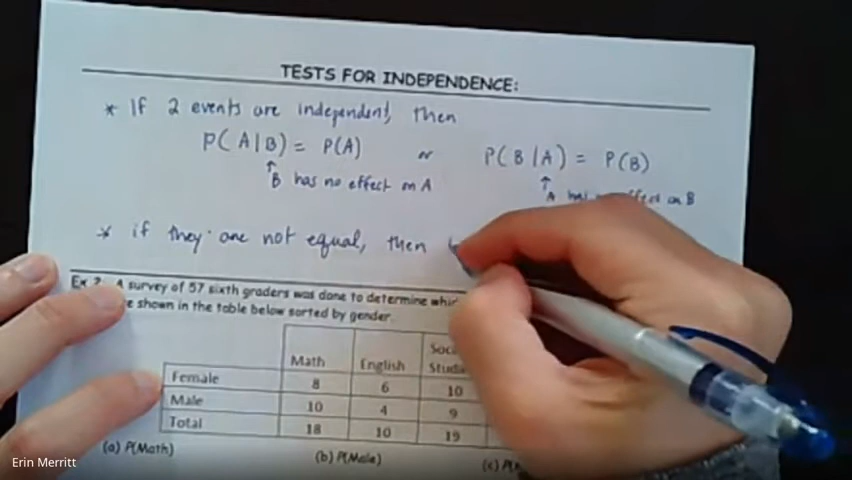 TESTS FOR INDEPENDENCE:
* If 2 events are independent, then
P(A|B) = P(A) or P(B|A) = P(B)
↑ ↑
B has no effect on A A effect on B
* if they are not equal, then
Ex 2: A survey of 57 sixth graders was done to determine
shown in the table below sorted by gender.
Math English
Female 8 6 10
Male 10 4 9
Total 18 10 19
(a) P(Math) (b) P(Male) (c)
Erin Merritt